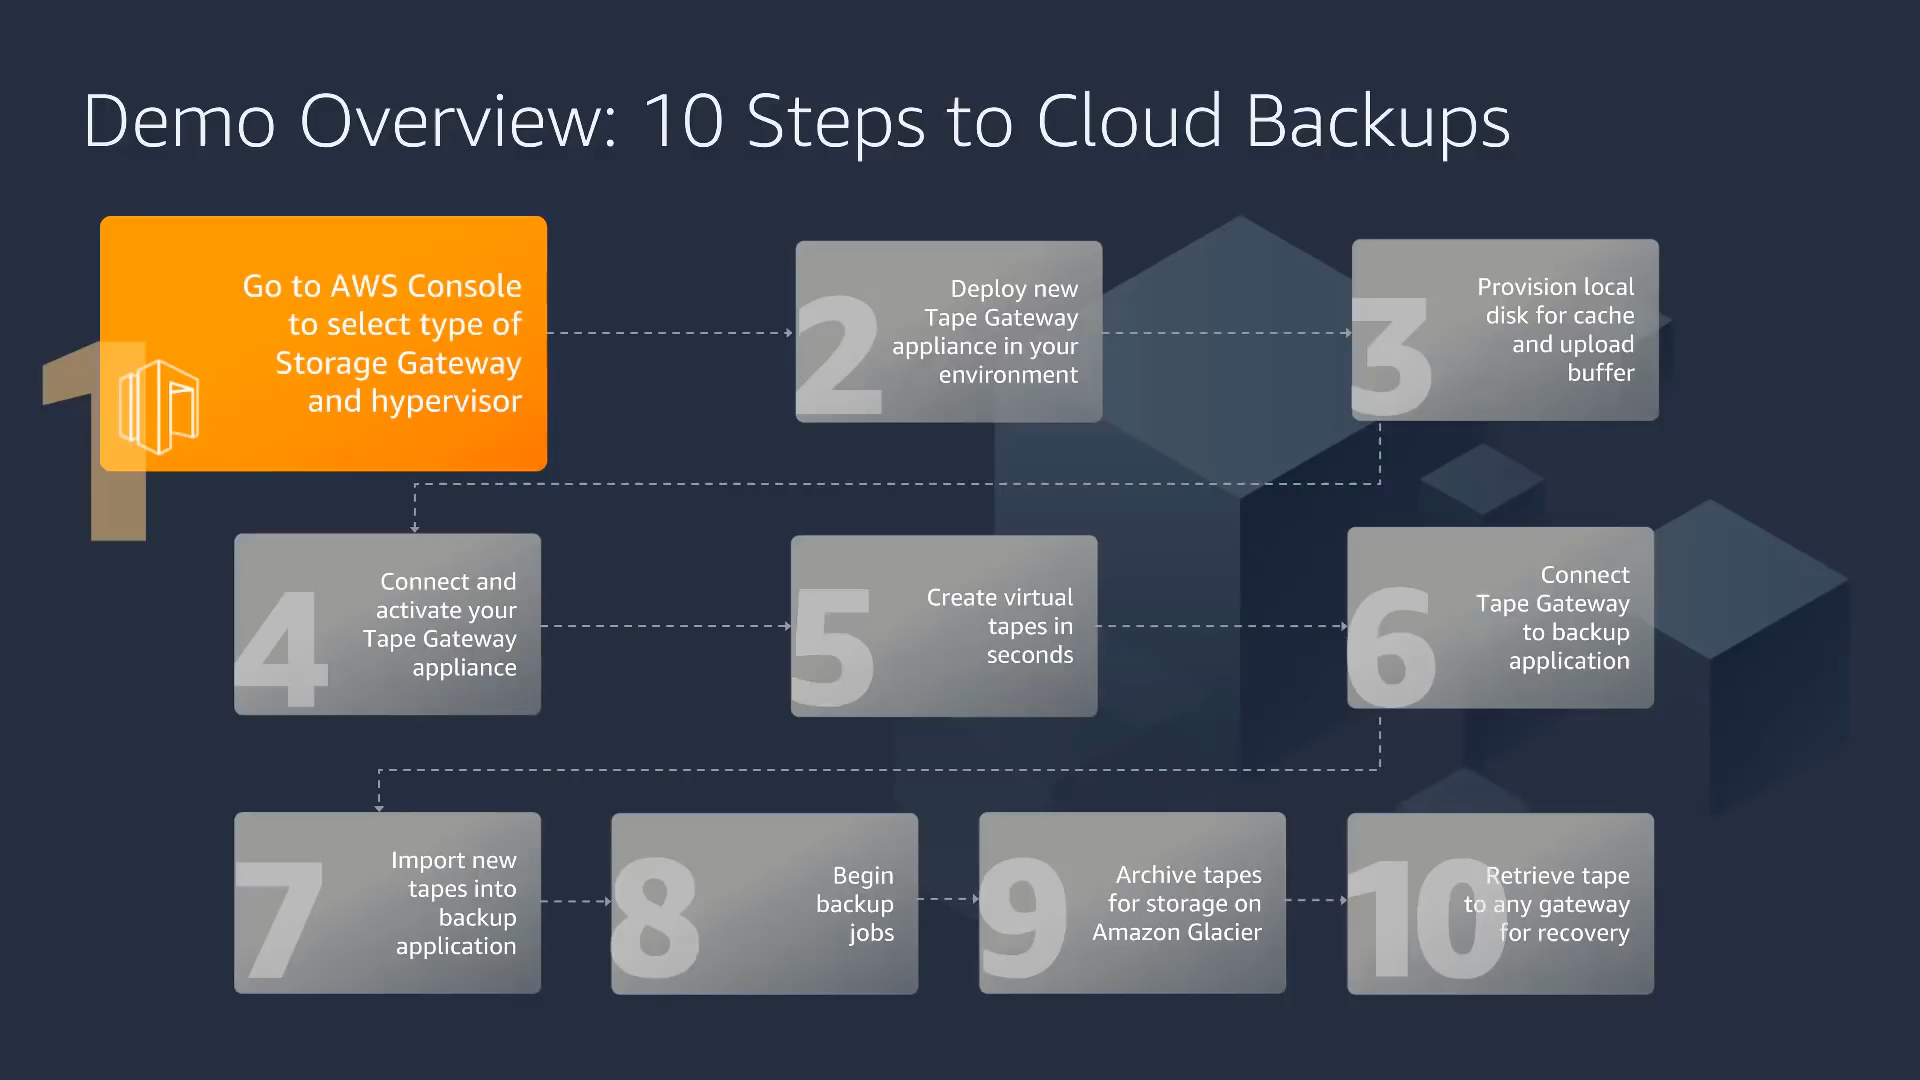 Demo Overview: 10 Steps to Cloud Backups
1
Go to AWS Console
to select type of
Storage Gateway
and hypervisor
2
Deploy new
Tape Gateway
appliance in your
environment
3
Provision local
disk for cache
and upload
buffer
4
Connect and
activate your
Tape Gateway
appliance
5
Create virtual
tapes in
seconds
6
Connect
Tape Gateway
to backup
application
7
Import new
tapes into
backup
application
8
Begin
backup
jobs
9
Archive tapes
for storage on
Amazon Glacier
10
Retrieve tape
to any gateway
for recovery